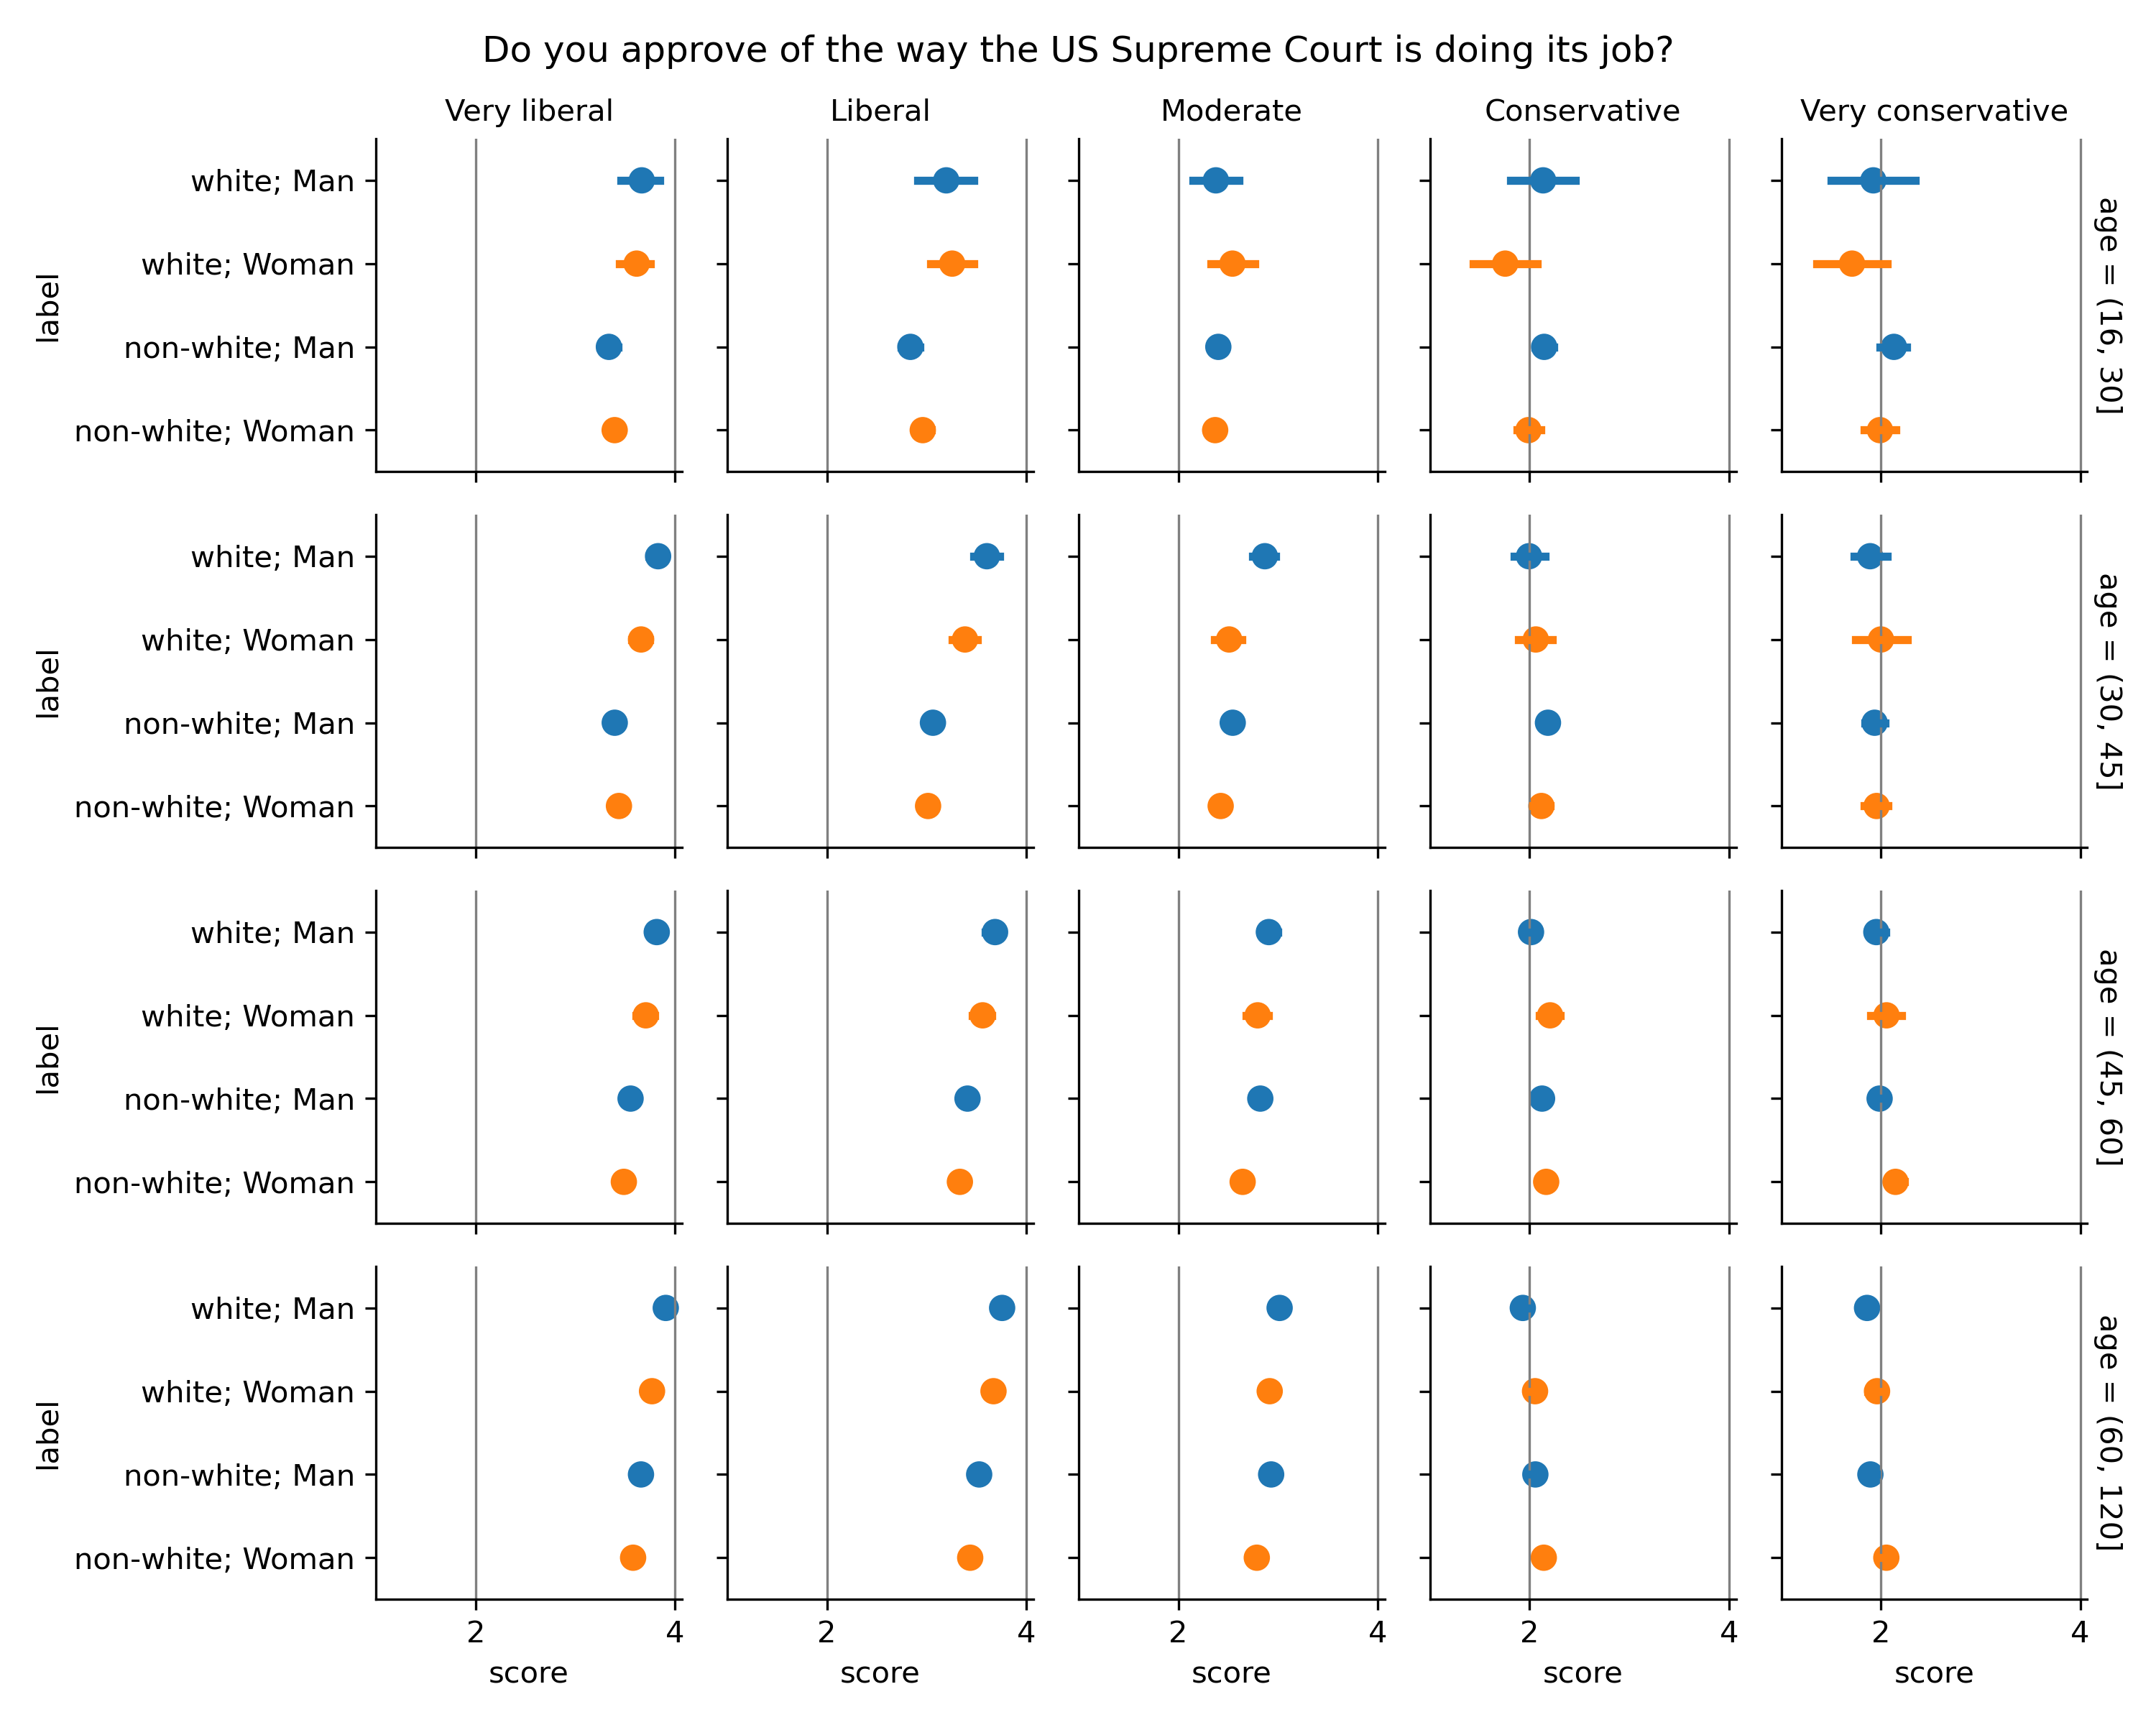 Do you approve of the way the US Supreme Court is doing its job?
Very liberal
Liberal
Moderate
Conservative
Very conservative
label
white; Man
white; Woman
non-white; Man
non-white; Woman
age = (16, 30]
label
white; Man
white; Woman
non-white; Man
non-white; Woman
age = (30, 45]
label
white; Man
white; Woman
non-white; Man
non-white; Woman
age = (45, 60]
label
white; Man
white; Woman
non-white; Man
non-white; Woman
age = (60, 120]
2 4
2 4
2 4
2 4
2 4
score
score
score
score
score